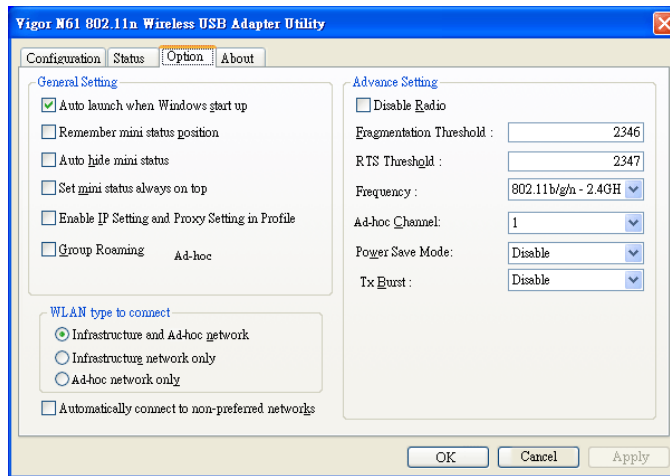 Vigor N61 802.11n Wireless USB Adapter Utility
Configuration Status Option About
General Setting
Auto launch when Windows start up
Remember mini status position
Auto hide mini status
Set mini status always on top
Enable IP Setting and Proxy Setting in Profile
Group Roaming Ad-hoc
WLAN type to connect
Infrastructure and Ad-hoc network
Infrastructure network only
Ad-hoc network only
Automatically connect to non-preferred networks
Advance Setting
Disable Radio
Fragmentation Threshold : 2346
RTS Threshold : 2347
Frequency : 802.11b/g/n - 2.4GH
Ad-hoc Channel: 1
Power Save Mode: Disable
Tx Burst : Disable
OK Cancel Apply